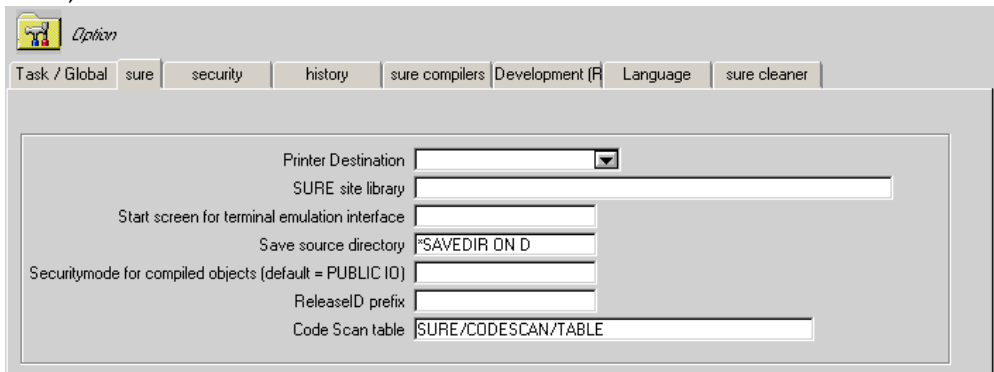 Option
Task / Global sure security history sure compilers Development (R Language sure cleaner
Printer Destination
SURE site library
Start screen for terminal emulation interface
Save source directory *SAVEDIR ON D
Securitymode for compiled objects (default = PUBLIC IO)
ReleaseID prefix
Code Scan table SURE/CODESCAN/TABLE